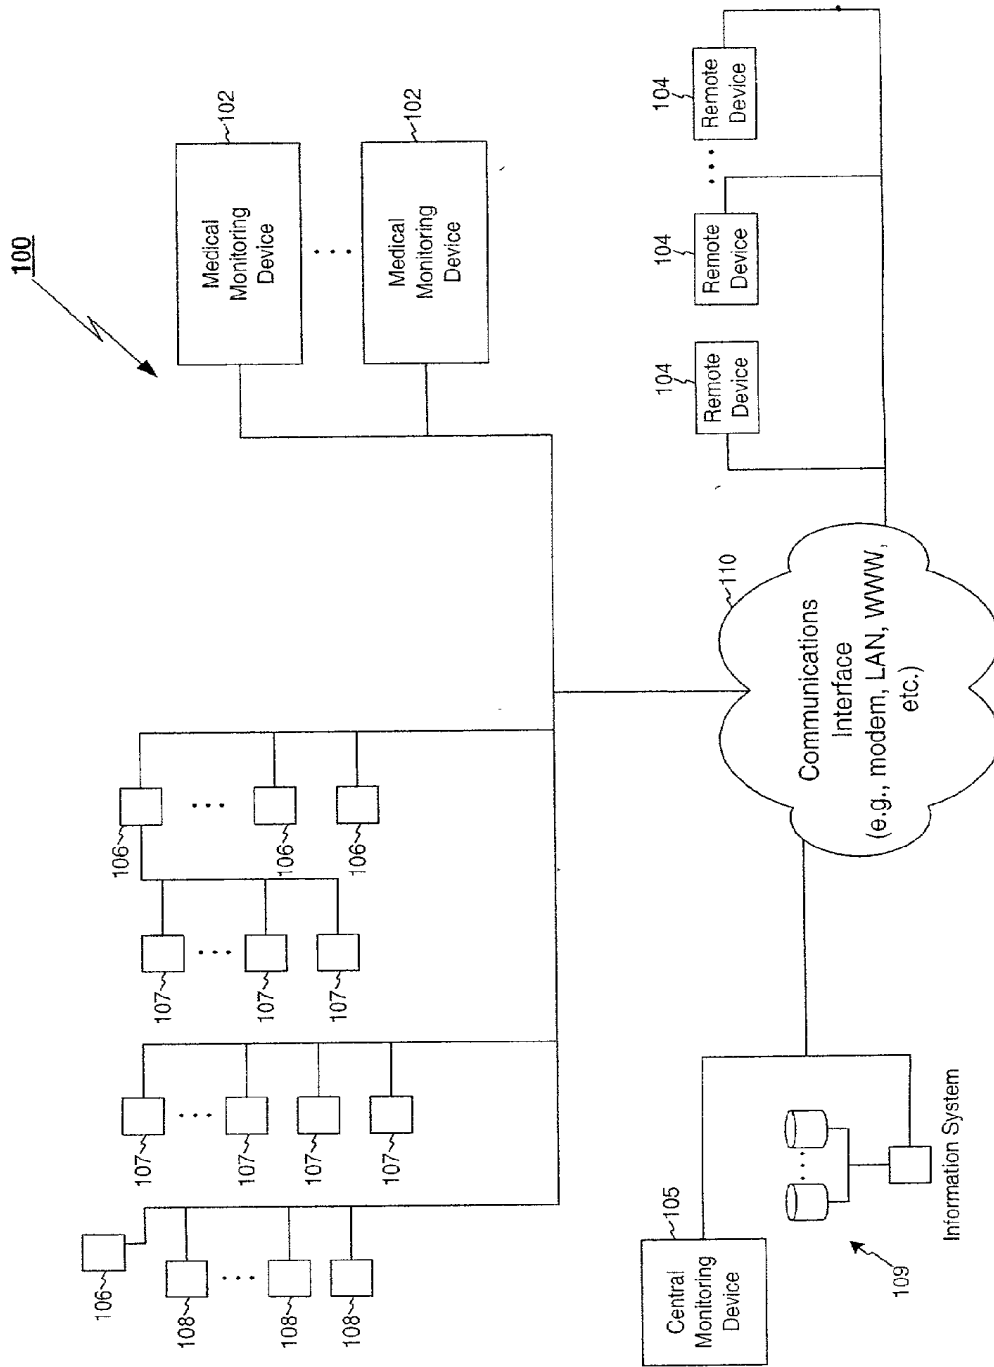 100
106
108
108
108
107
107
107
107
107
107
107
106
106
106
Medical
Monitoring
Device
102
Medical
Monitoring
Device
102
Central
Monitoring
Device
105
109
Information System
Communications
Interface
(e.g., modem, LAN, WWW,
etc.)
110
104
Remote
Device
104
Remote
Device
104
Remote
Device